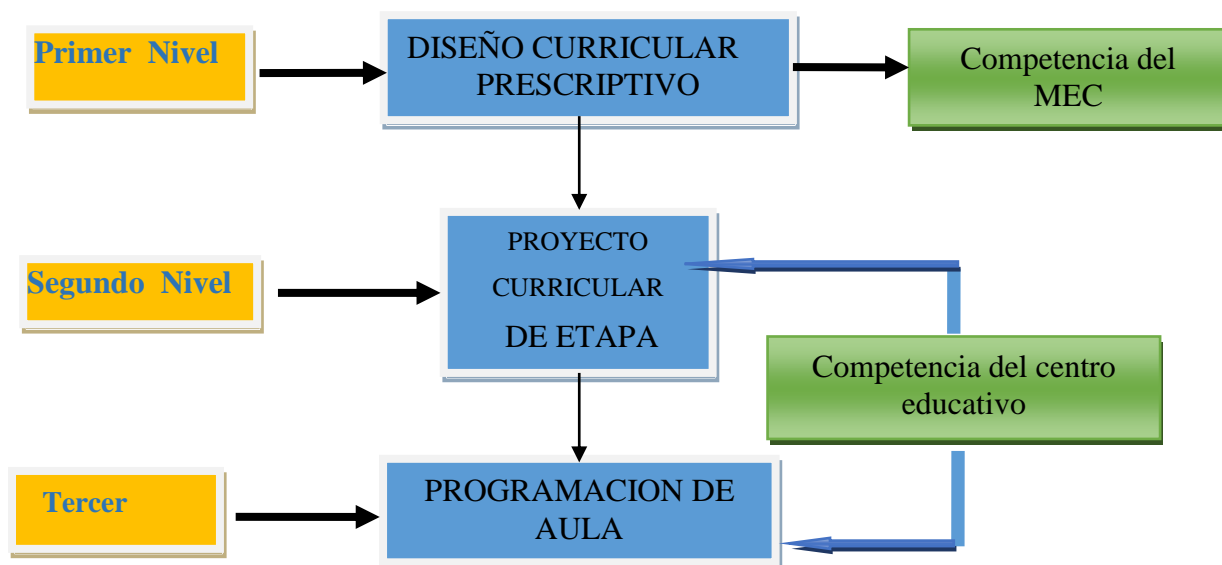 Primer Nivel
DISEÑO CURRICULAR
PRESCRIPTIVO
Competencia del
MEC
Segundo Nivel
PROYECTO
CURRICULAR
DE ETAPA
Competencia del centro
educativo
Tercer
PROGRAMACION DE
AULA